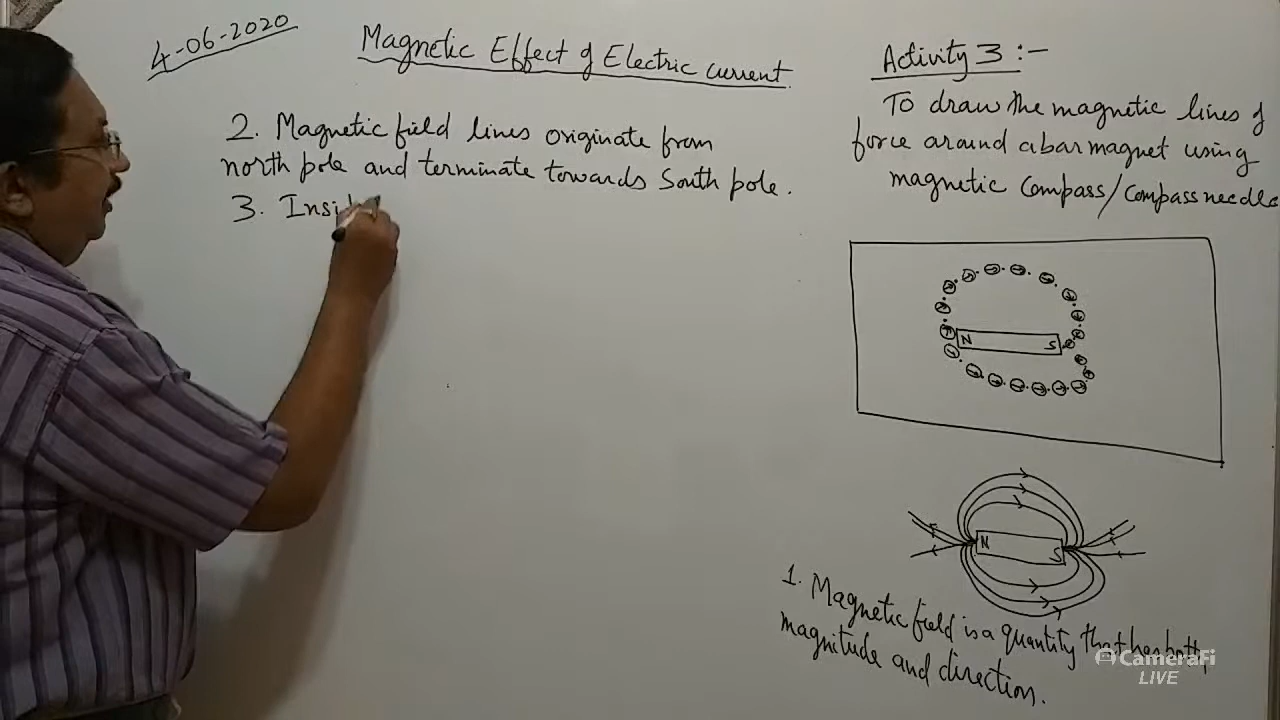 4-06-2020
Magnetic Effect of Electric current
2. Magnetic field lines originate from
north pole and terminate towards South pole.
3. Insi
Activity 3 :-
To draw the magnetic lines of
force around a bar magnet using
magnetic Compass/Compass needle
N S
N S
1. Magnetic field is a quantity that has both
magnitude and direction.
CameraFi
LIVE